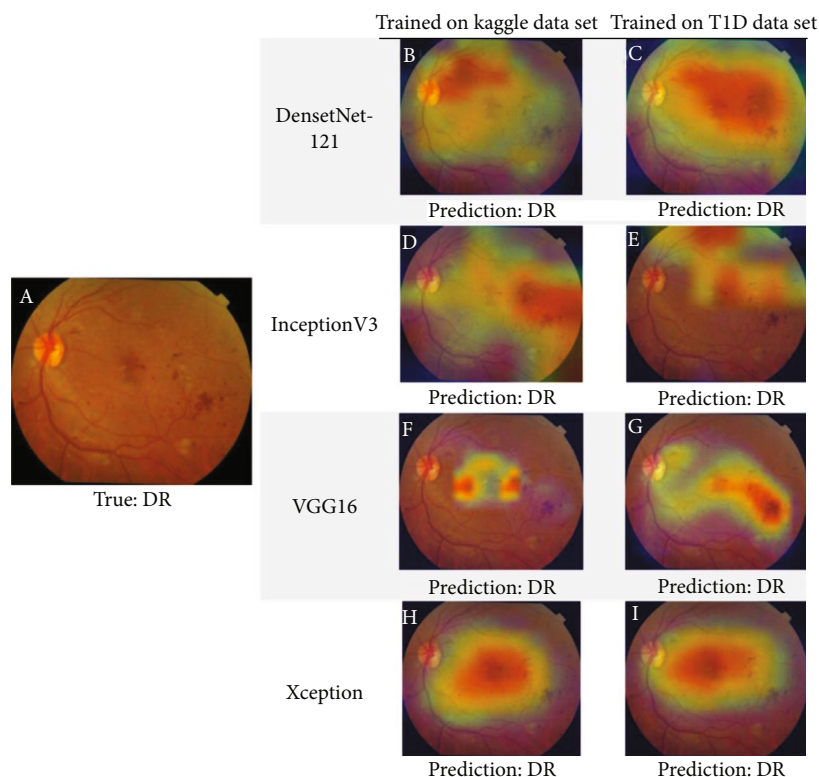 Trained on kaggle data set
Trained on T1D data set
DensetNet-
121
B
C
Prediction: DR
Prediction: DR
A
True: DR
InceptionV3
D
E
Prediction: DR
Prediction: DR
VGG16
F
G
Prediction: DR
Prediction: DR
Xception
H
I
Prediction: DR
Prediction: DR